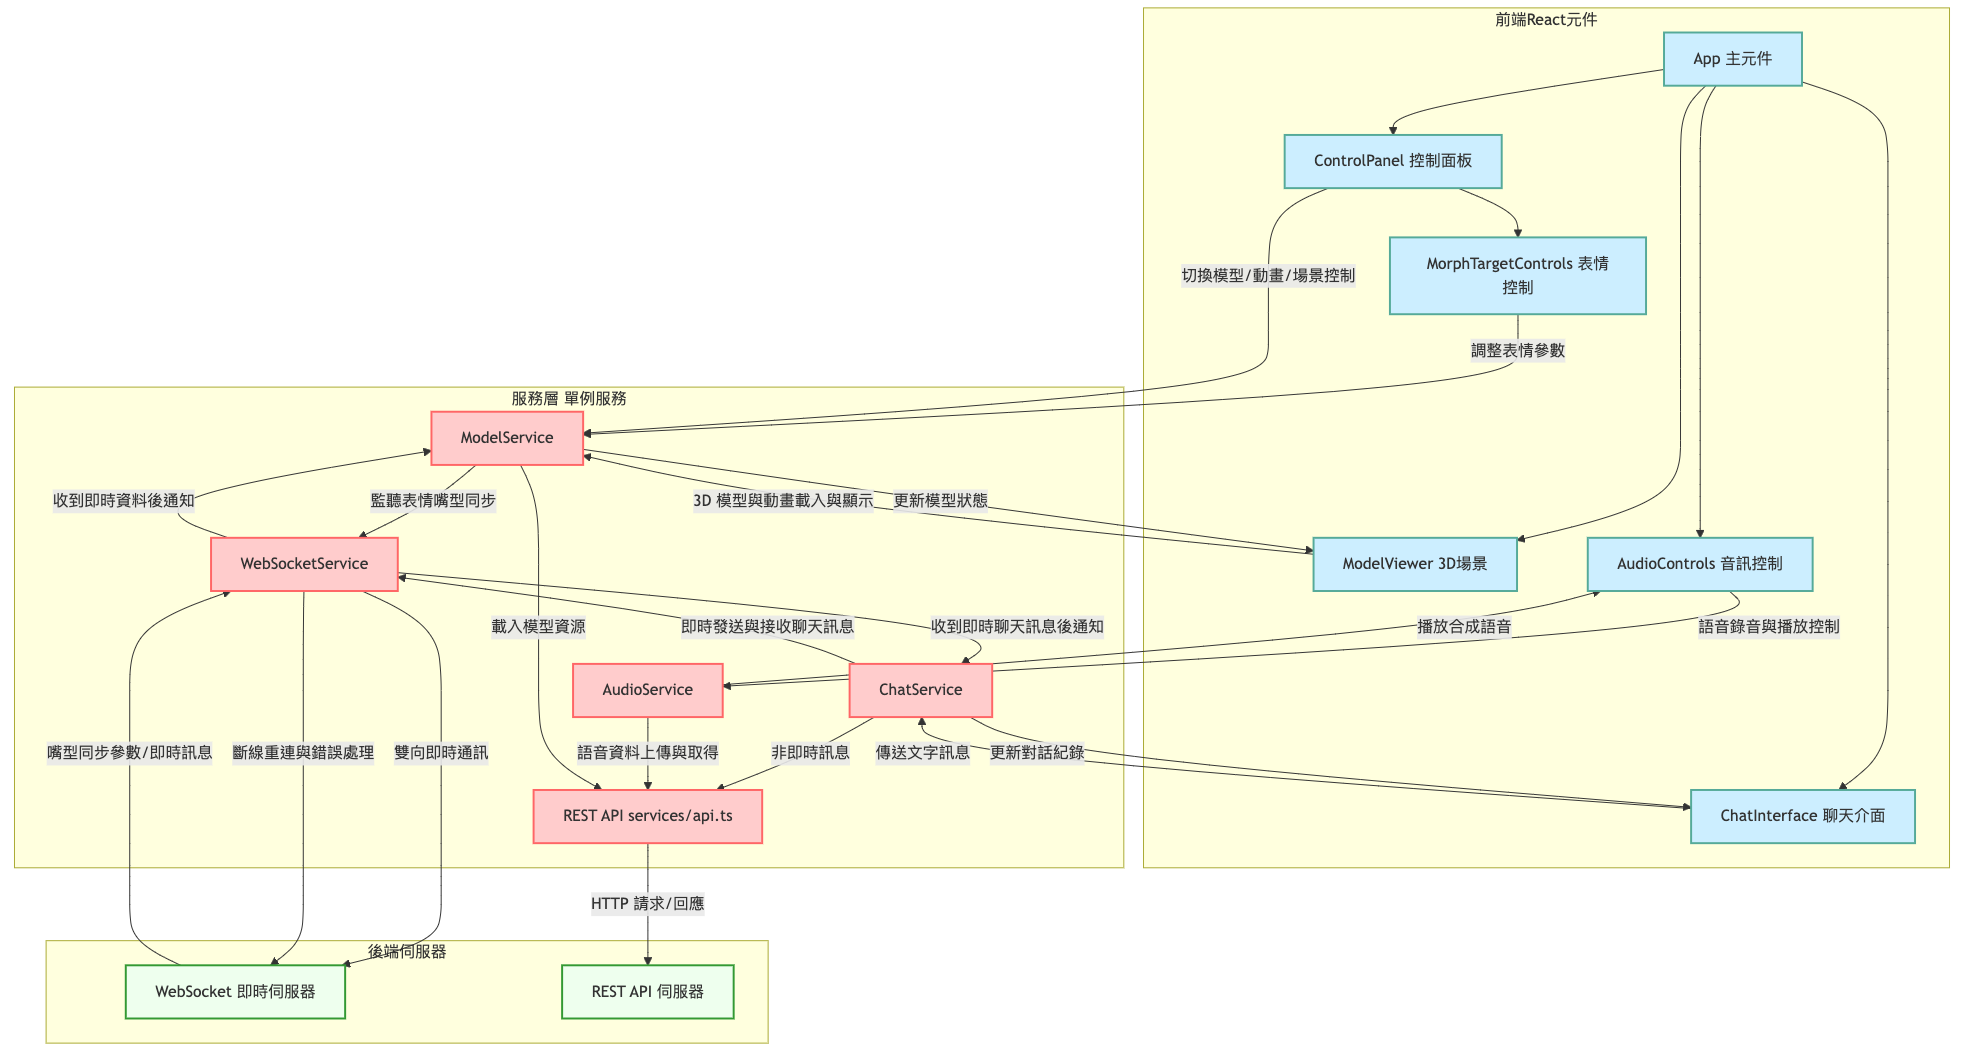 前端React元件
App 主元件
ControlPanel 控制面板
MorphTargetControls 表情
控制
切換模型/動畫/場景控制
調整表情參數
服務層 單例服務
ModelService
收到即時資料後通知
監聽表情嘴型同步
3D 模型與動畫載入與顯示
更新模型狀態
WebSocketService
ModelViewer 3D場景
AudioControls 音訊控制
載入模型資源
即時發送與接收聊天訊息
收到即時聊天訊息後通知
播放合成語音
語音錄音與播放控制
AudioService
ChatService
嘴型同步參數/即時訊息
斷線重連與錯誤處理
雙向即時通訊
語音資料上傳與取得
非即時訊息
傳送文字訊息
更新對話紀錄
REST API services/api.ts
ChatInterface 聊天介面
HTTP 請求/回應
後端伺服器
WebSocket 即時伺服器
REST API 伺服器